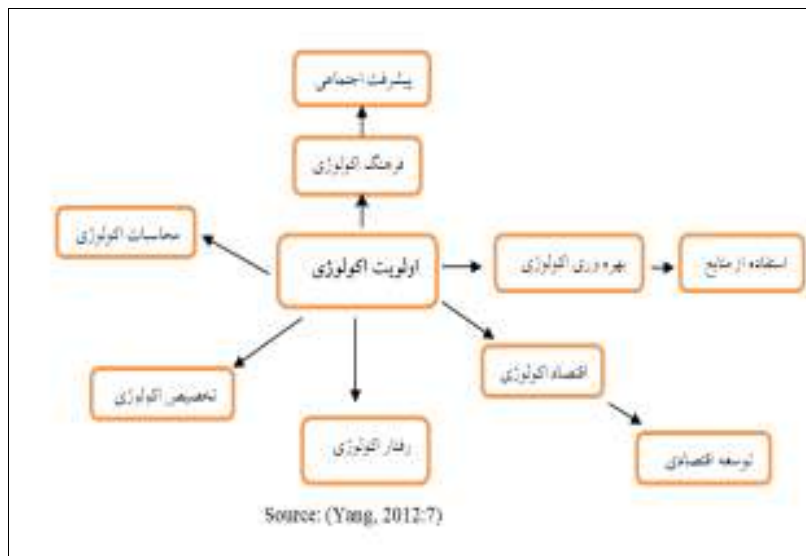 پیشرفت اجتماعی
فرهنگ اکولوژی
محاسبات اکولوژی
اولویت اکولوژی
بهره وری اکولوژی
استفاده از منابع
اقتصاد اکولوژی
تخصیص اکولوژی
رفتار اکولوژی
توسعه اقتصادی
Source: (Yang, 2012:7)